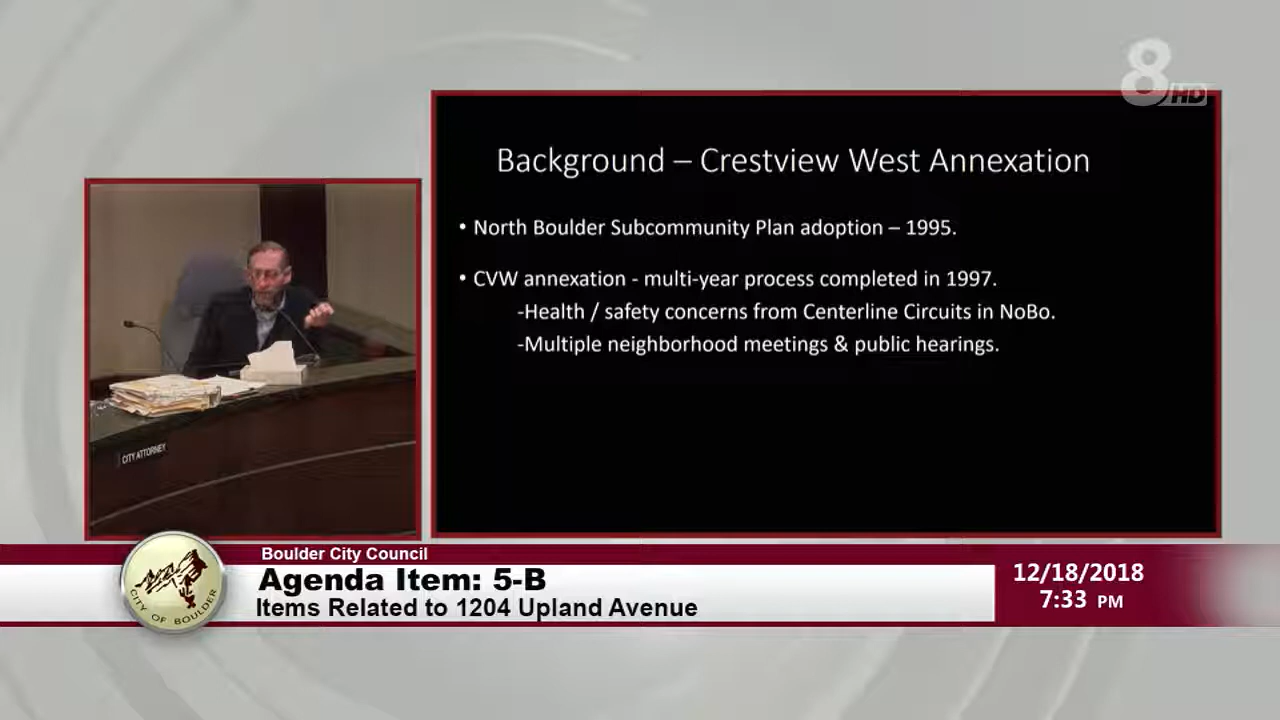 8HD
Background – Crestview West Annexation
• North Boulder Subcommunity Plan adoption – 1995.
• CVW annexation - multi-year process completed in 1997.
-Health / safety concerns from Centerline Circuits in NoBo.
-Multiple neighborhood meetings & public hearings.
CITY ATTORNEY
Boulder City Council
Agenda Item: 5-B
Items Related to 1204 Upland Avenue
CITY OF BOULDER
12/18/2018
7:33 PM